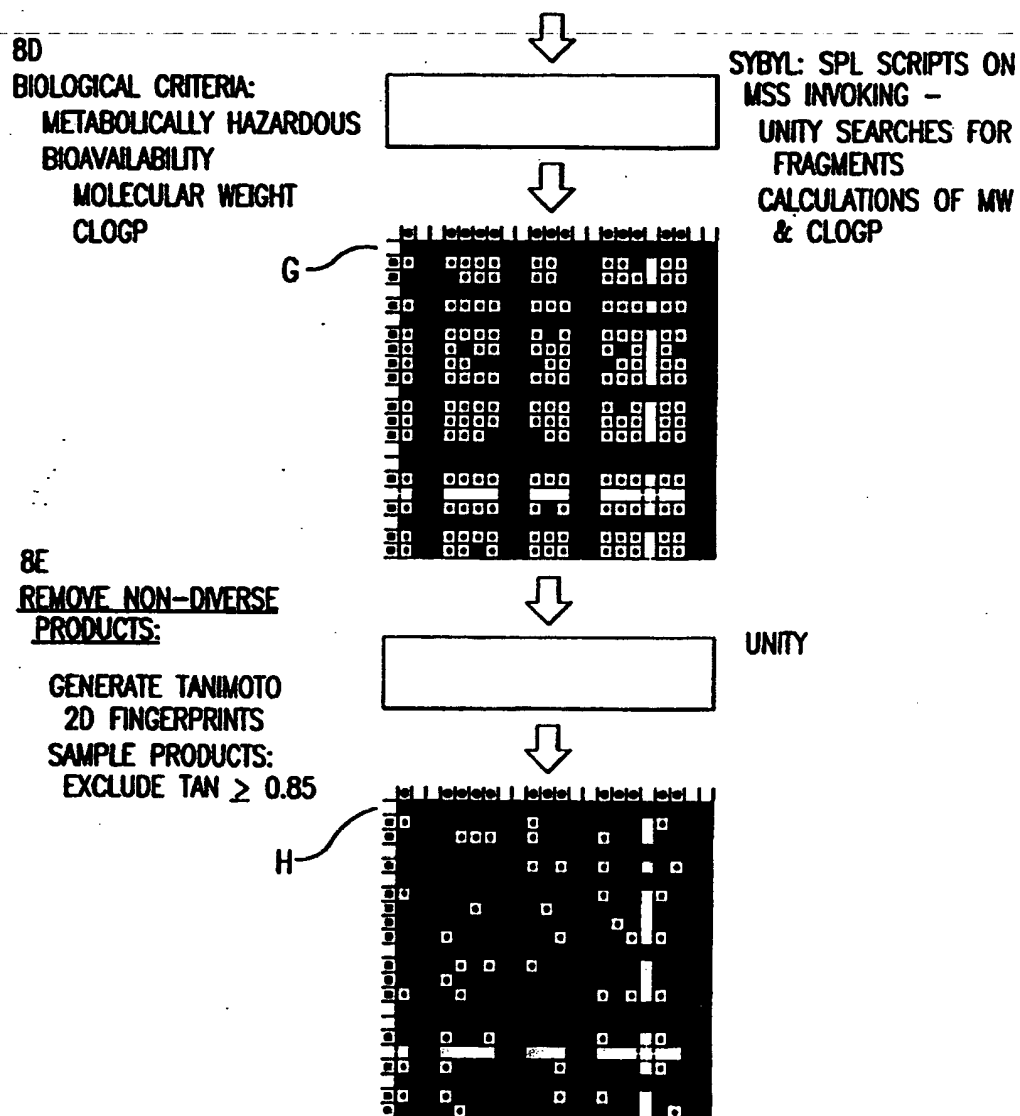 8D
BIOLOGICAL CRITERIA:
METABOLICALLY HAZARDOUS
BIOAVAILABILITY
MOLECULAR WEIGHT
CLOGP
SYBYL: SPL SCRIPTS ON
MSS INVOKING –
UNITY SEARCHES FOR
FRAGMENTS
CALCULATIONS OF MW
& CLOGP
G
8E
REMOVE NON-DIVERSE
PRODUCTS:
GENERATE TANIMOTO
2D FINGERPRINTS
SAMPLE PRODUCTS:
EXCLUDE TAN ≥ 0.85
UNITY
H